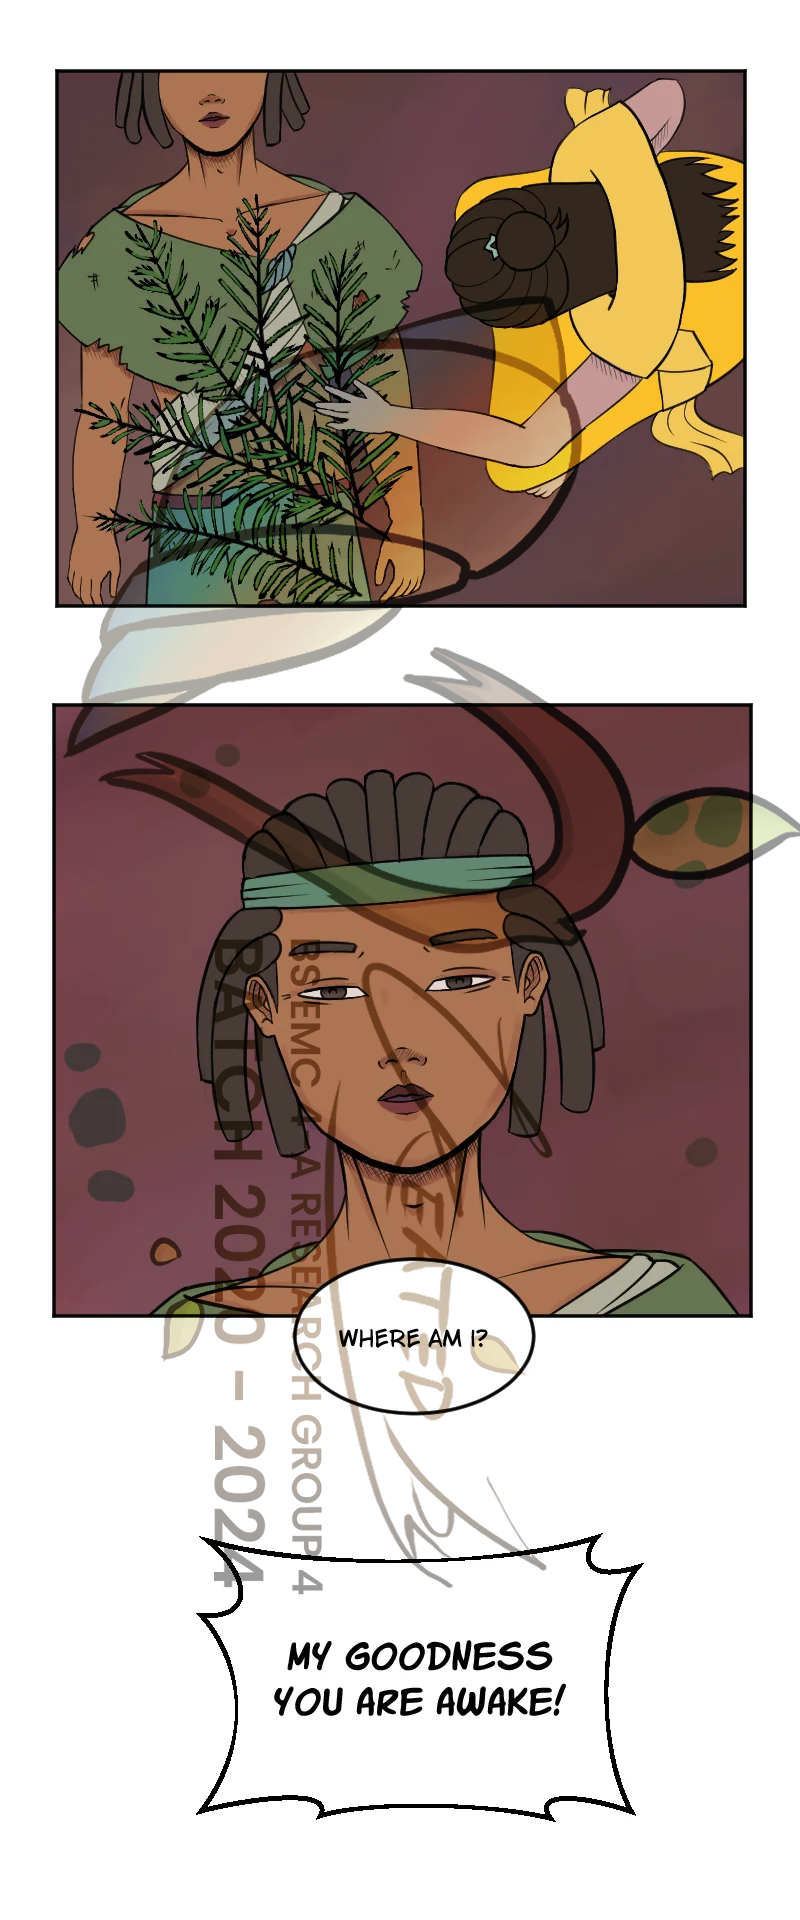 WHERE AM I?
MY GOODNESS
YOU ARE AWAKE!
BSEMC 4A RESEARCH GROUP 4
BATCH 2020 – 2024